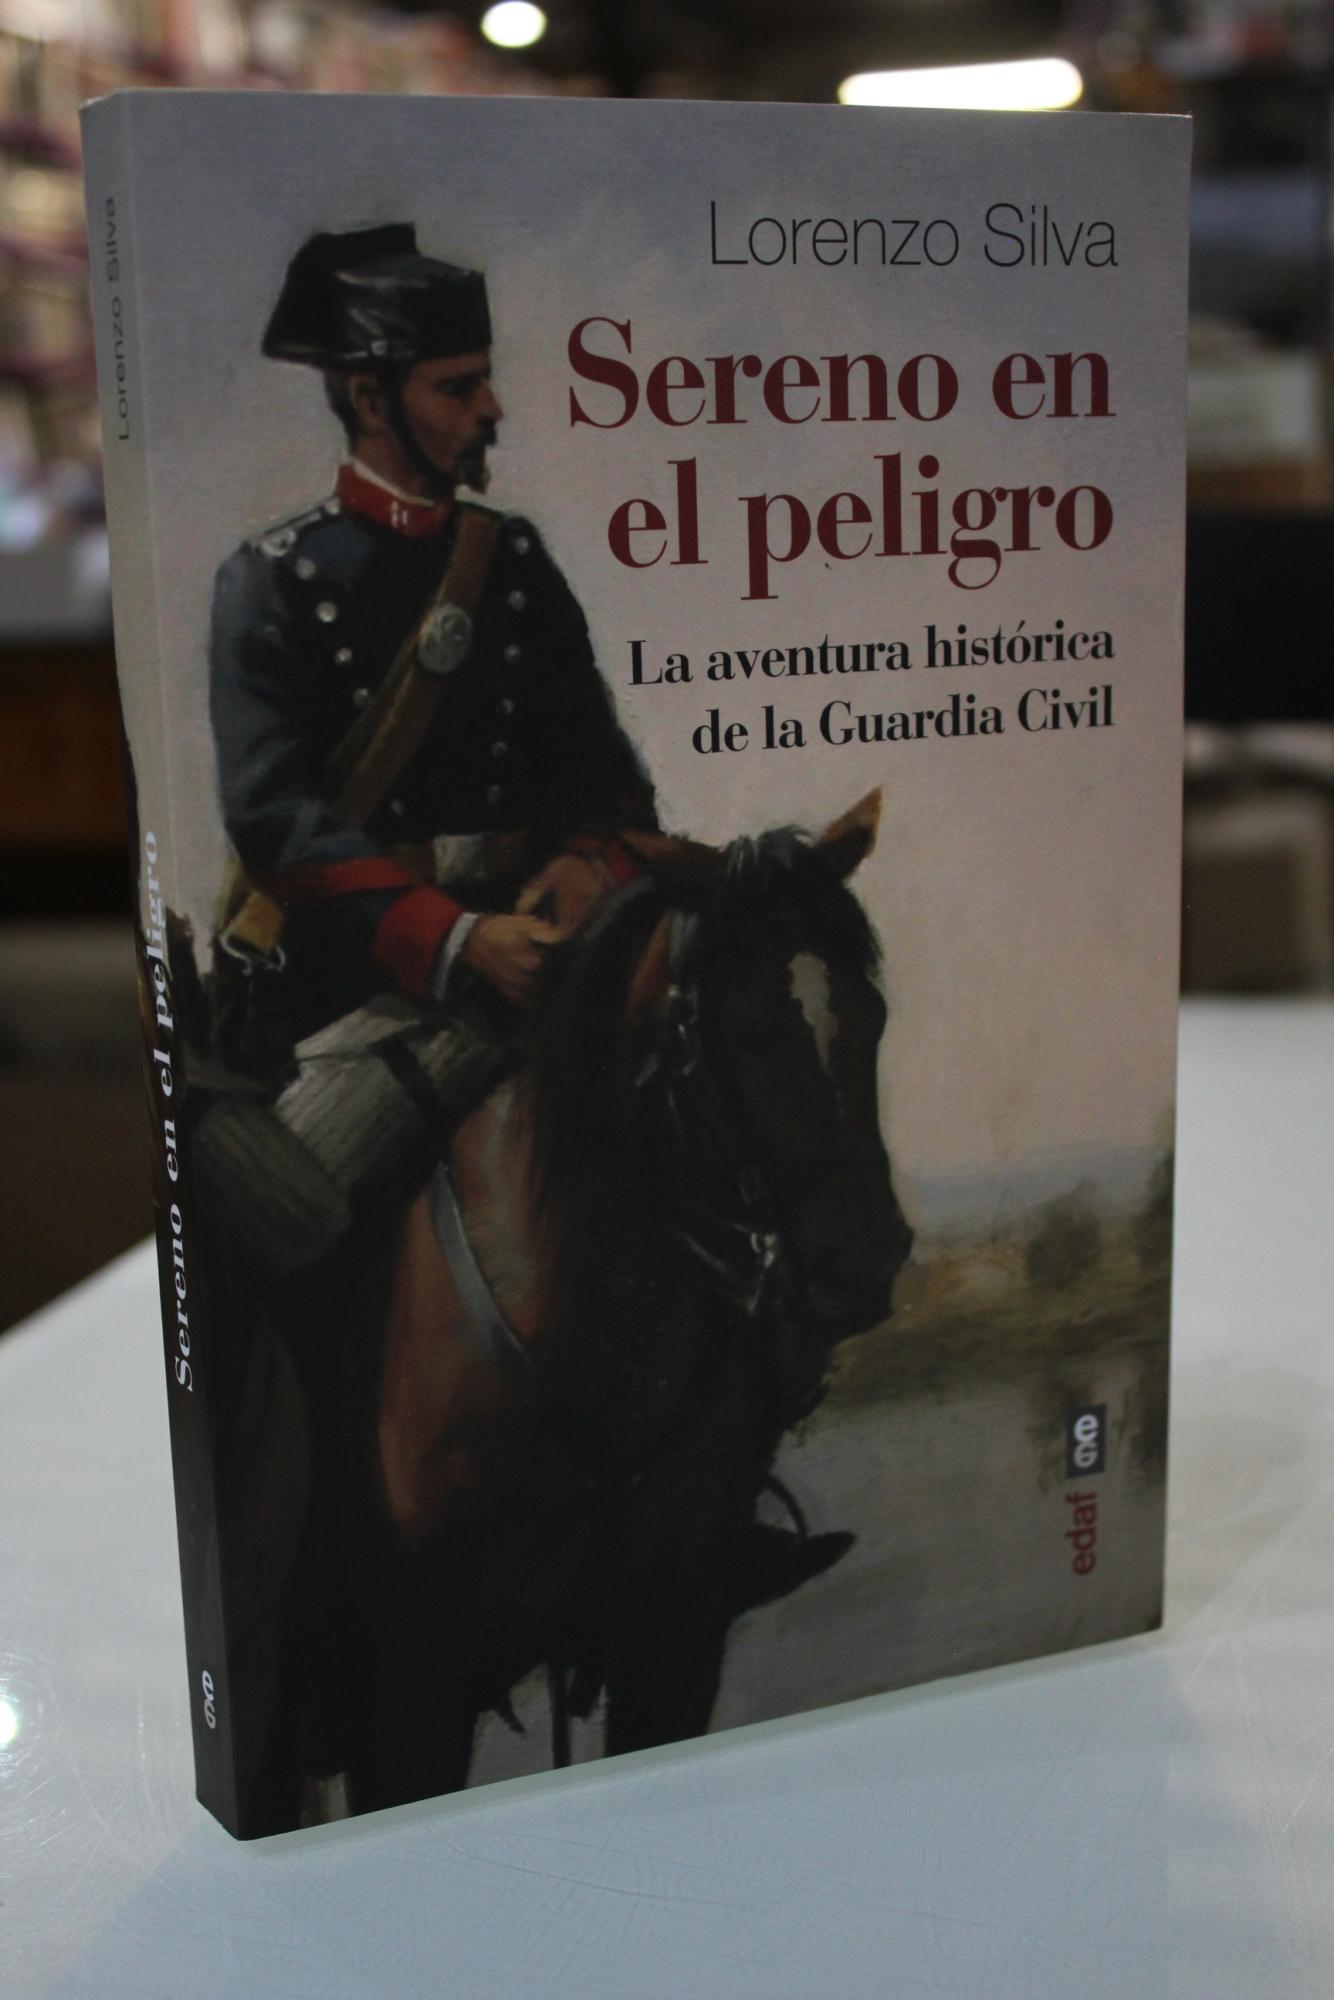 Lorenzo Silva
Sereno en
el peligro
La aventura histórica
de la Guardia Civil
edaf
Lorenzo Silva
Sereno en el peligro